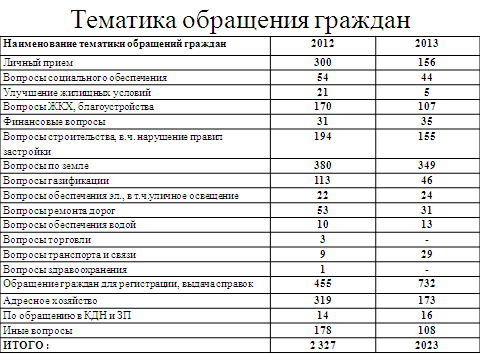 Тематика обращения граждан
Наименование тематики обращений граждан 2012 2013
Личный прием 300 156
Вопросы социального обеспечения 54 44
Улучшение жилищных условий 21 5
Вопросы ЖКХ, благоустройства 170 107
Финансовые вопросы 31 35
Вопросы строительства, в.ч. нарушение правил 194 155
застройки
Вопросы по земле 380 349
Вопросы газификации 113 46
Вопросы обеспечения эл., в т.ч.уличное освещение 22 24
Вопросы ремонта дорог 53 31
Вопросы обеспечения водой 10 13
Вопросы торговли 3 -
Вопросы транспорта и связи 9 29
Вопросы здравоохранения 1 -
Обращение граждан для регистрации, выдача справок 455 732
Адресное хозяйство 319 173
По обращению в КДН и ЗП 14 16
Иные вопросы 178 108
ИТОГО : 2 327 2023